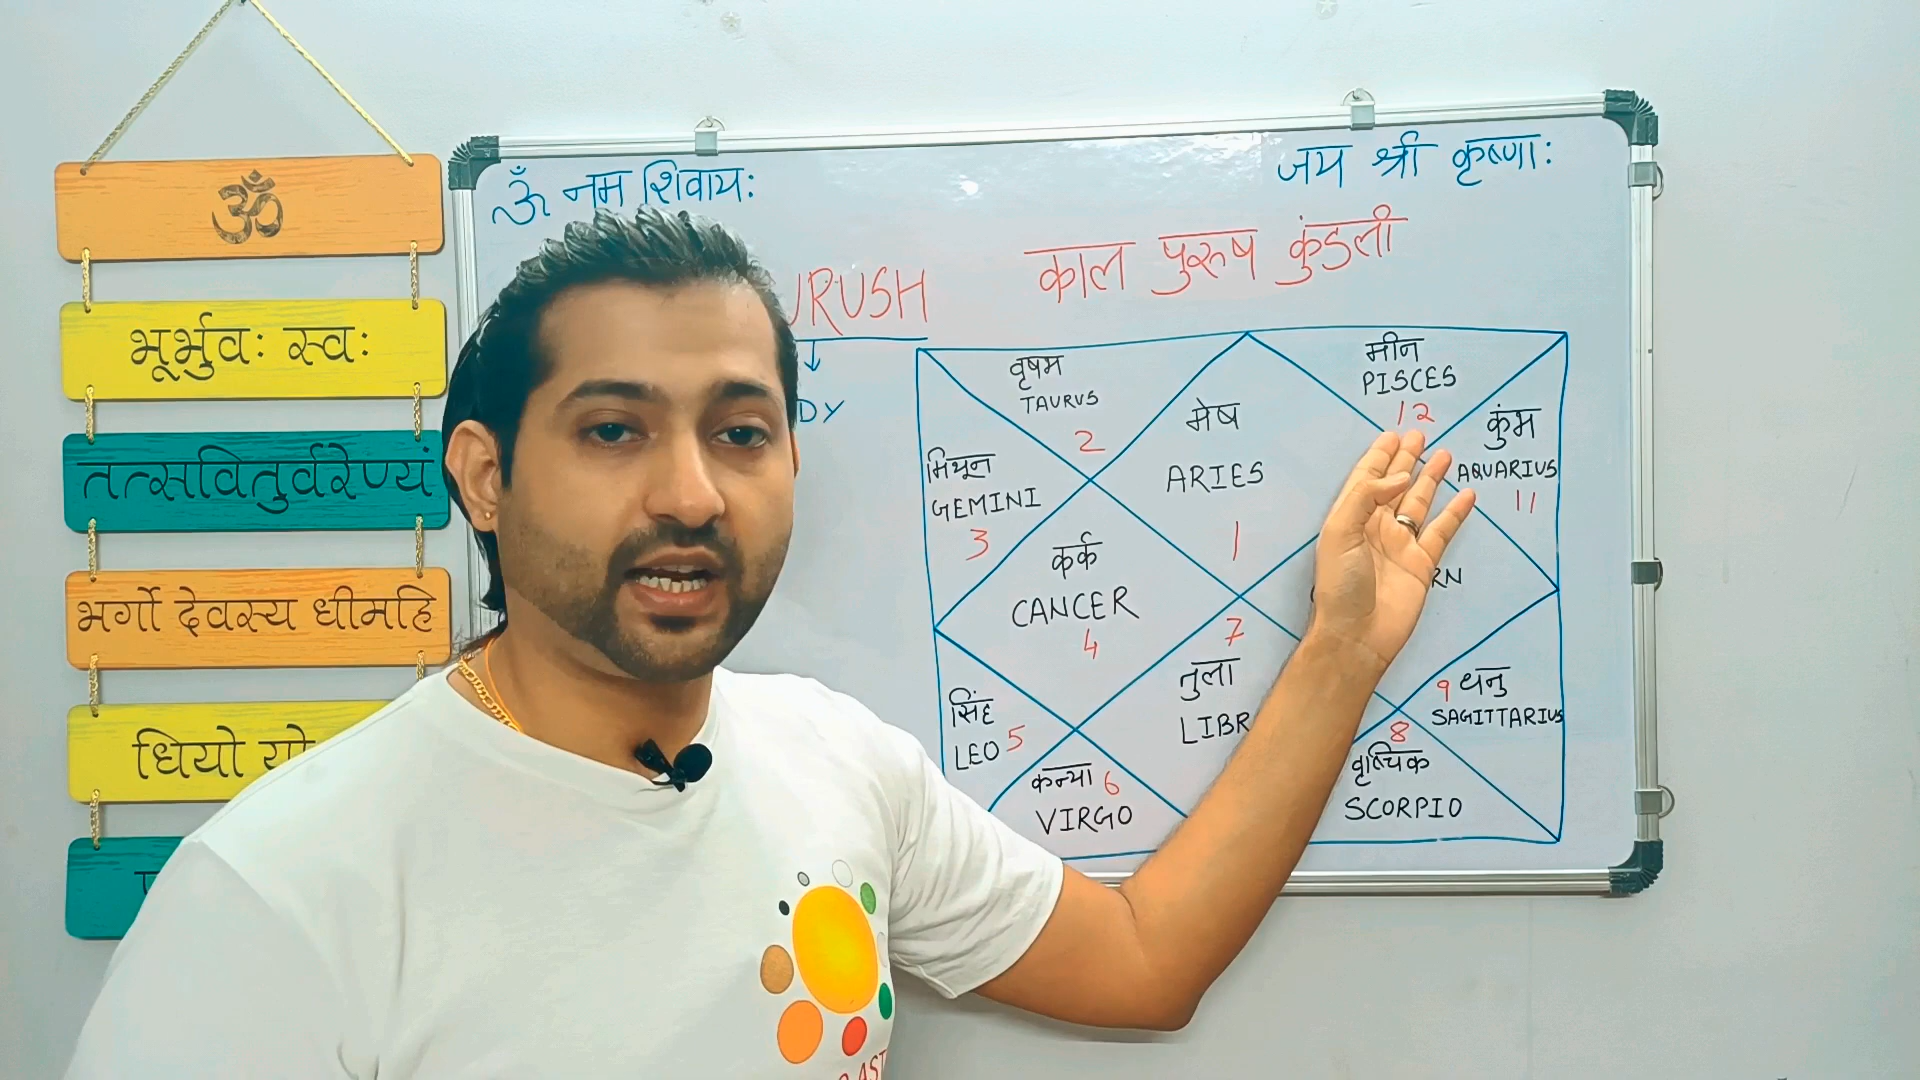 ॐ
भूर्भुवः स्वः
तत्सवितुर्वरेण्यं
भर्गो देवस्य धीमहि
धियो यो
ॐ नम शिवायः
जय श्री कृष्णाः
काल पुरुष कुंडली
URUSH
DY
वृषभ
TAURUS
2
मिथून
GEMINI
3
कर्क
CANCER
4
सिंह
LEO 5
कन्या 6
VIRGO
मेष
ARIES
1
7
तुला
LIBR
मीन
PISCES
12
कुंभ
AQUARIUS
11
RN
9 धनु
SAGITTARIUS
8
वृष्चिक
SCORPIO